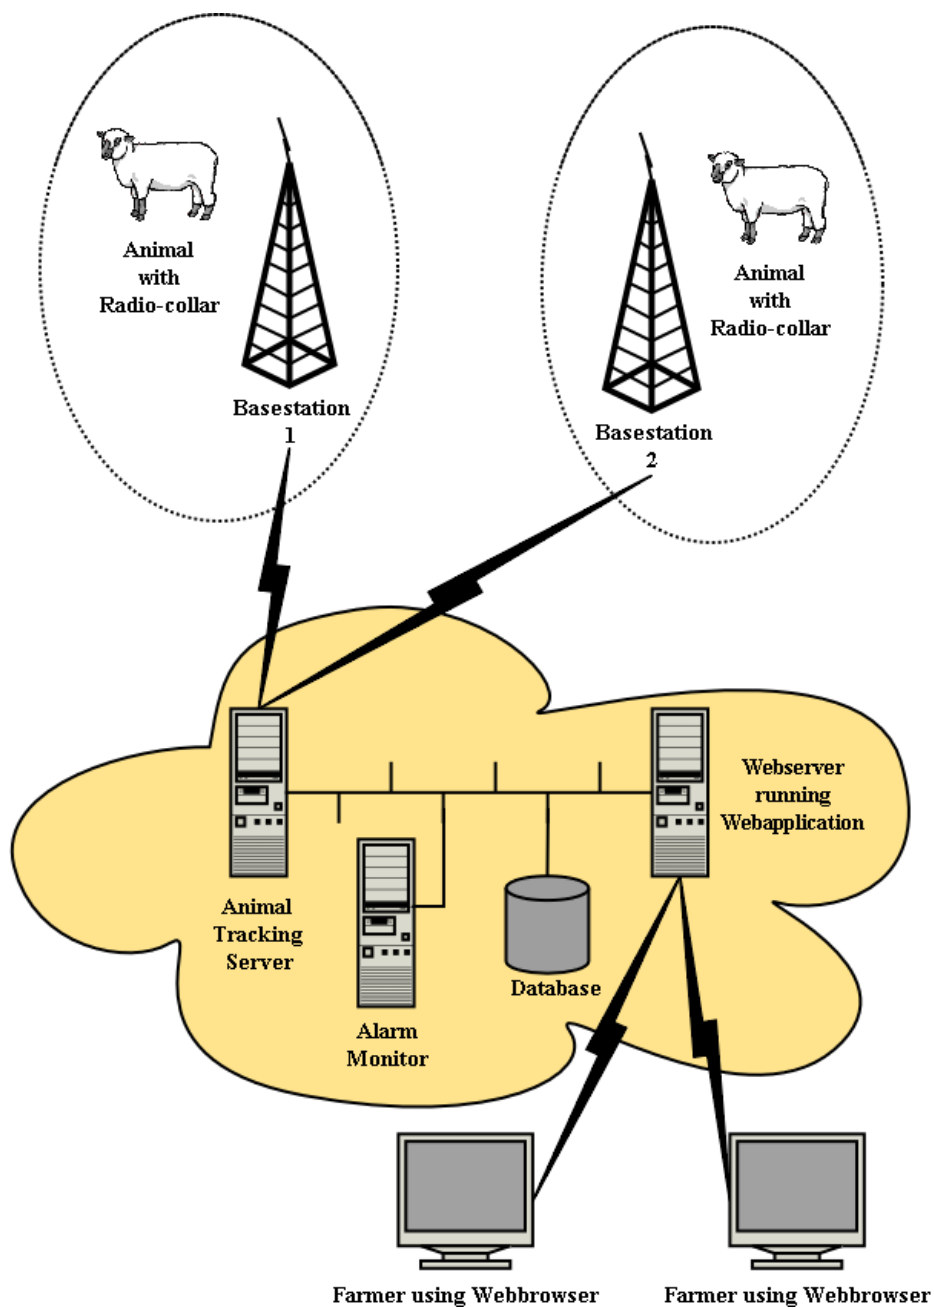 Animal
with
Radio-collar
Basestation
1
Animal
with
Radio-collar
Basestation
2
Webserver
running
Webapplication
Animal
Tracking
Server
Database
Alarm
Monitor
Farmer using Webbrowser
Farmer using Webbrowser